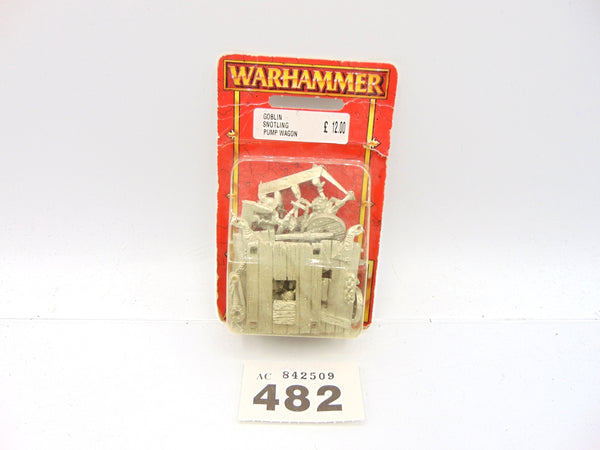 WARHAMMER
GOBLIN
SNOTLING
PUMP WAGON
£ 12.00
AC 842509
482